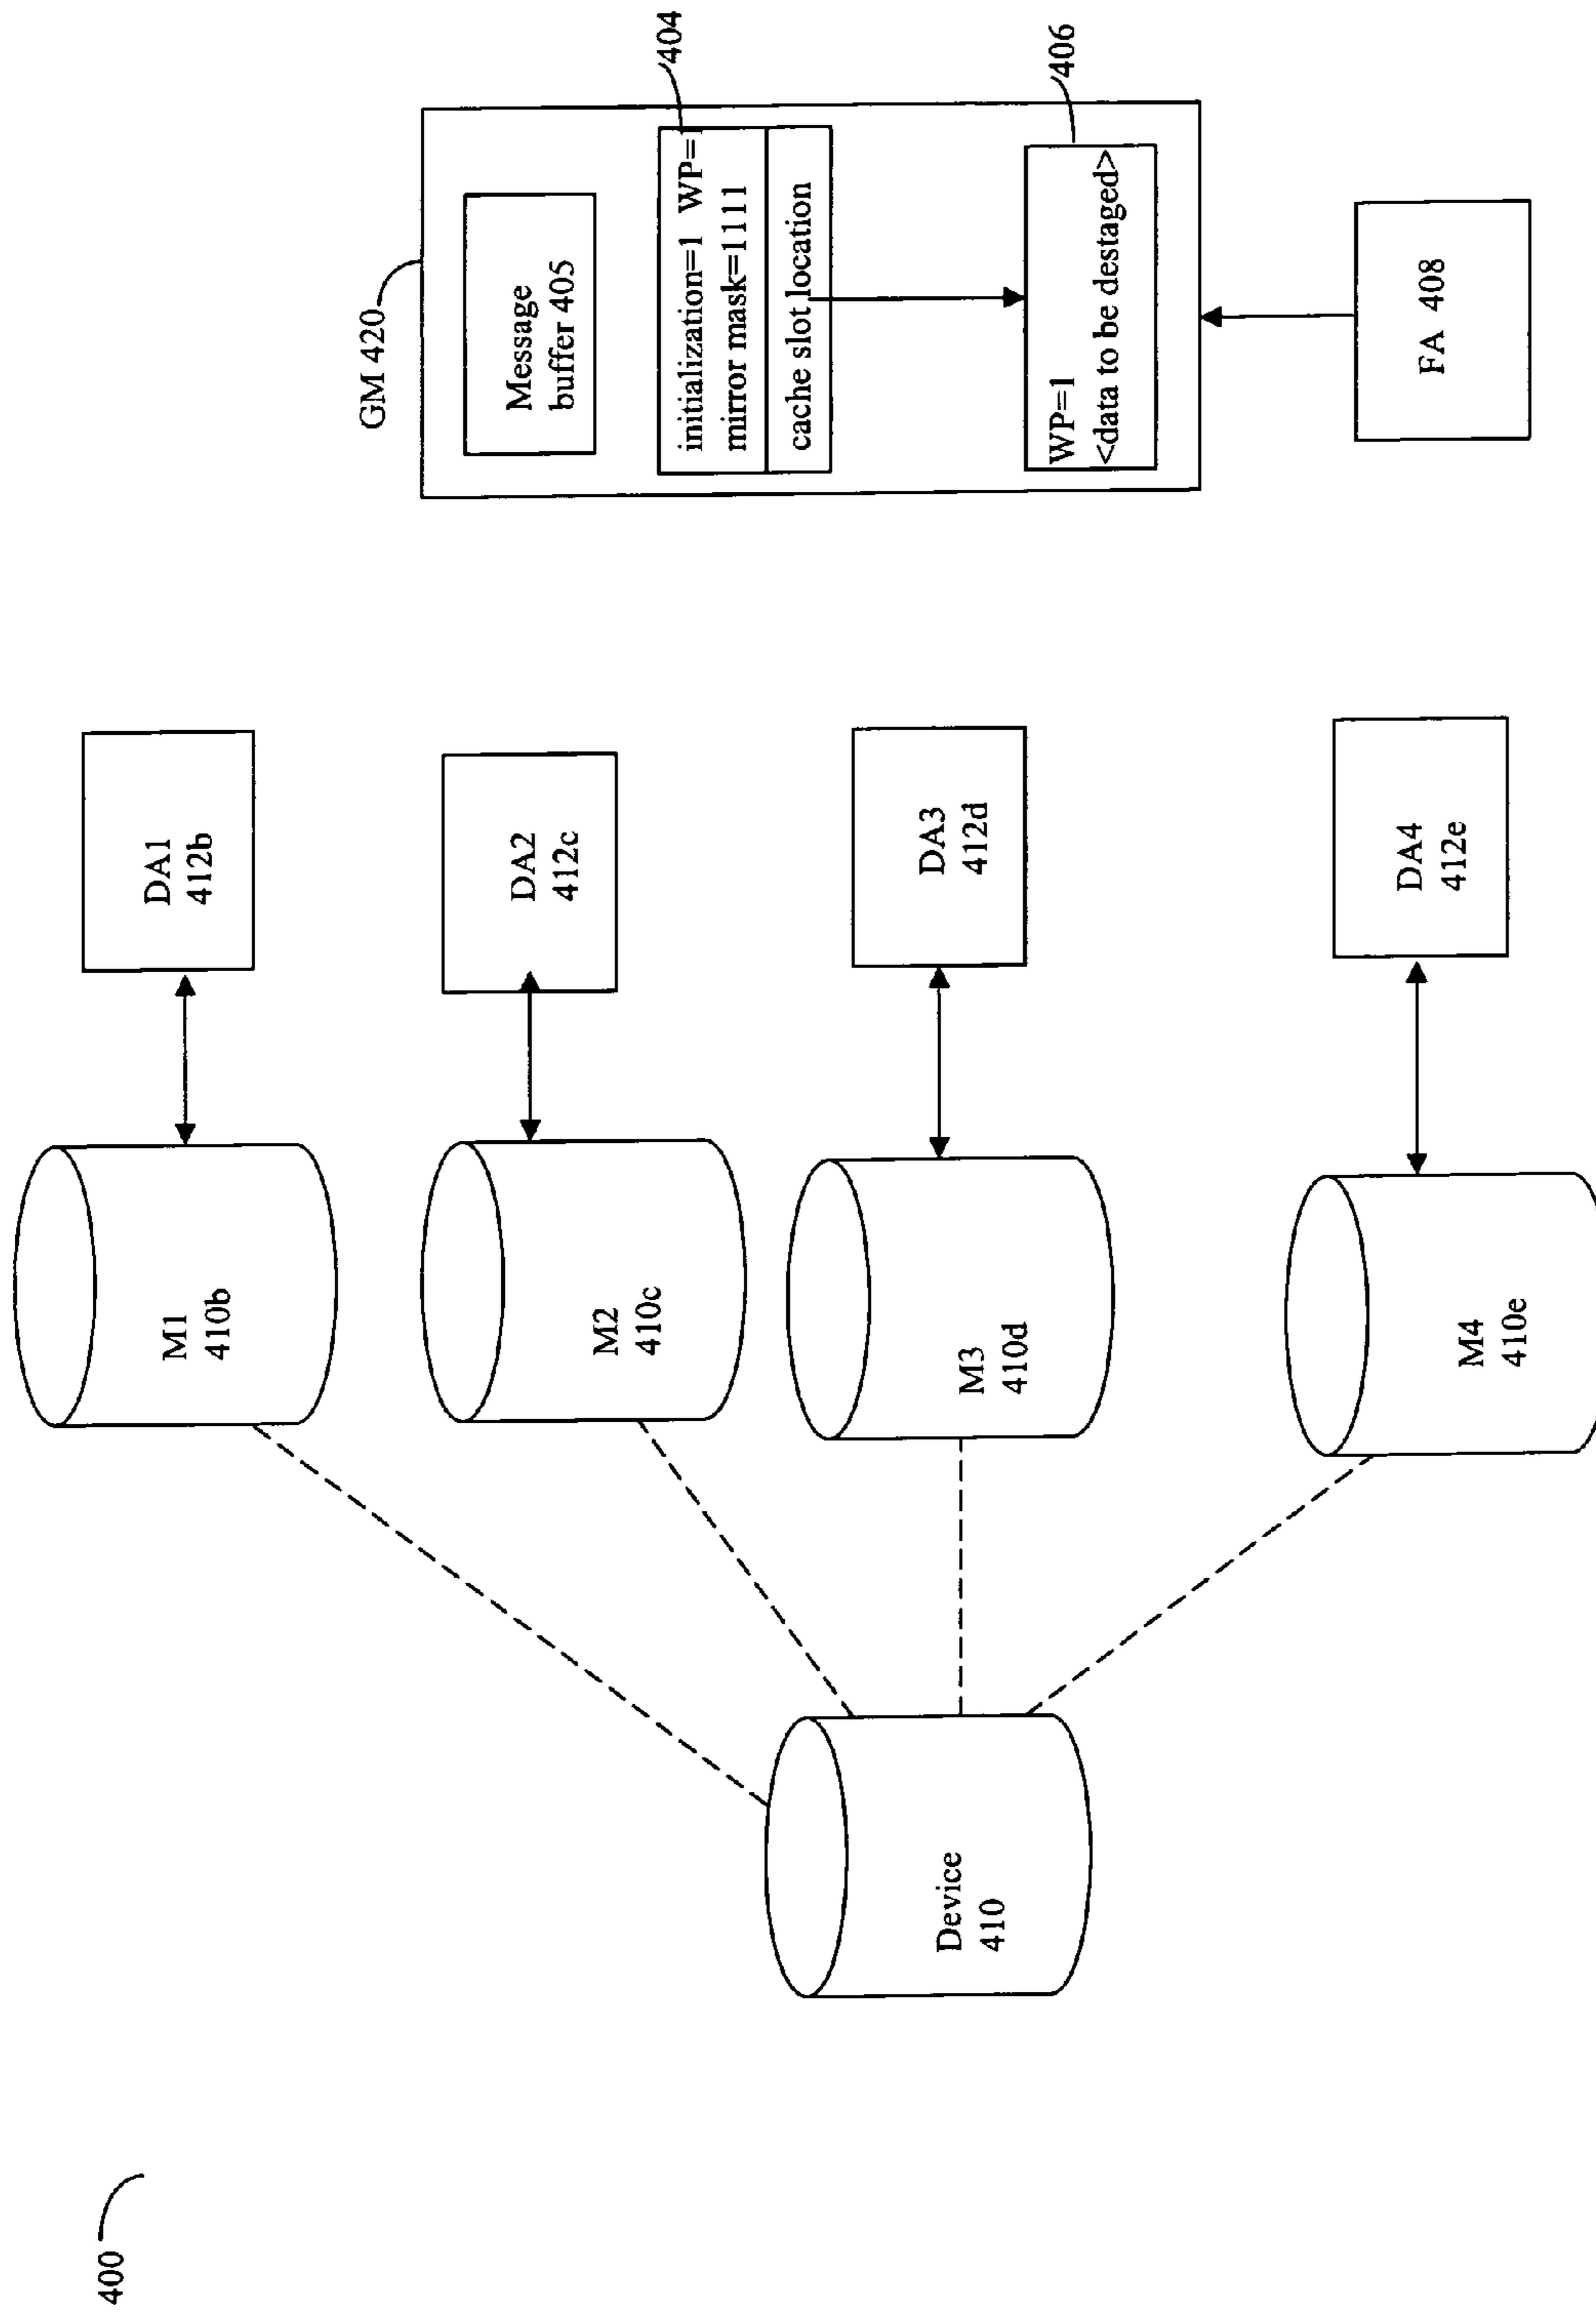 400
Device
410
M1
410b
M2
410c
M3
410d
M4
410e
DA1
412b
DA2
412c
DA3
412d
DA4
412e
GM 420
Message
buffer 405
404
initialization=1 WP=1
mirror mask=1111
cache slot location
406
WP=1
<data to be destaged>
FA 408